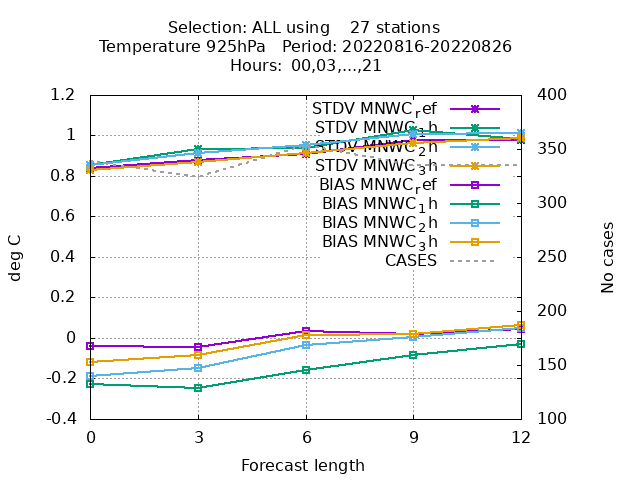 Selection: ALL using 27 stations
Temperature 925hPa Period: 20220816-20220826
Hours: 00,03,...,21
1.2
1
0.8
0.6
0.4
0.2
0
-0.2
-0.4
deg C
400
350
300
250
200
150
100
No cases
STDV MNWC_ref
STDV MNWC_1h
STDV MNWC_2h
STDV MNWC_3h
BIAS MNWC_ref
BIAS MNWC_1h
BIAS MNWC_2h
BIAS MNWC_3h
CASES
0 3 6 9 12
Forecast length